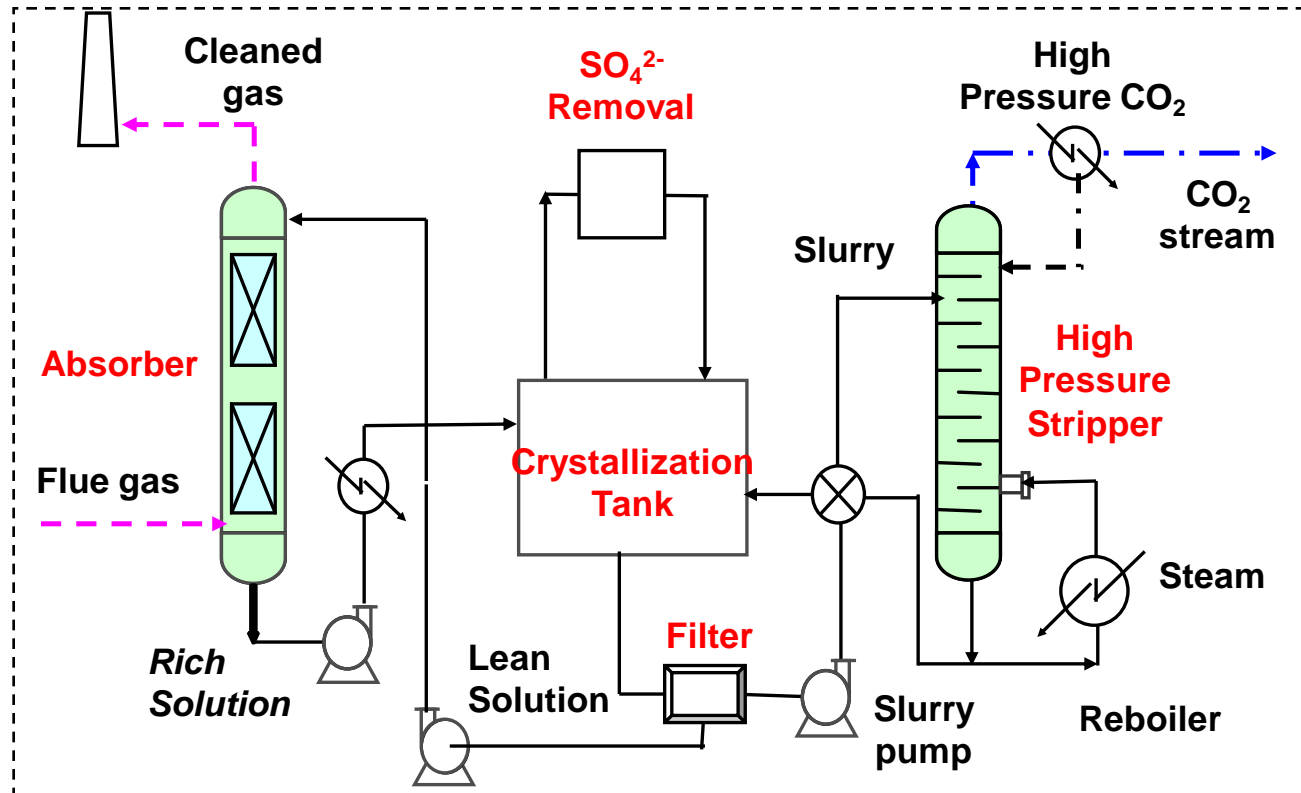 Cleaned
gas
SO₄²⁻
Removal
High
Pressure CO₂
CO₂
stream
Slurry
Absorber
High
Pressure
Stripper
Crystallization
Tank
Flue gas
Steam
Filter
Rich
Solution
Lean
Solution
Slurry
pump
Reboiler